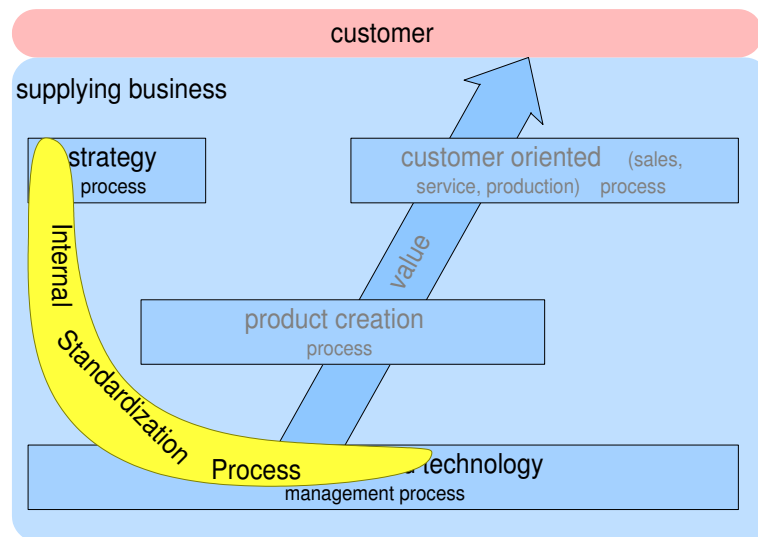 customer
supplying business
strategy
process
customer oriented (sales,
service, production) process
Internal
value
product creation
process
Standardization
Process
technology
management process